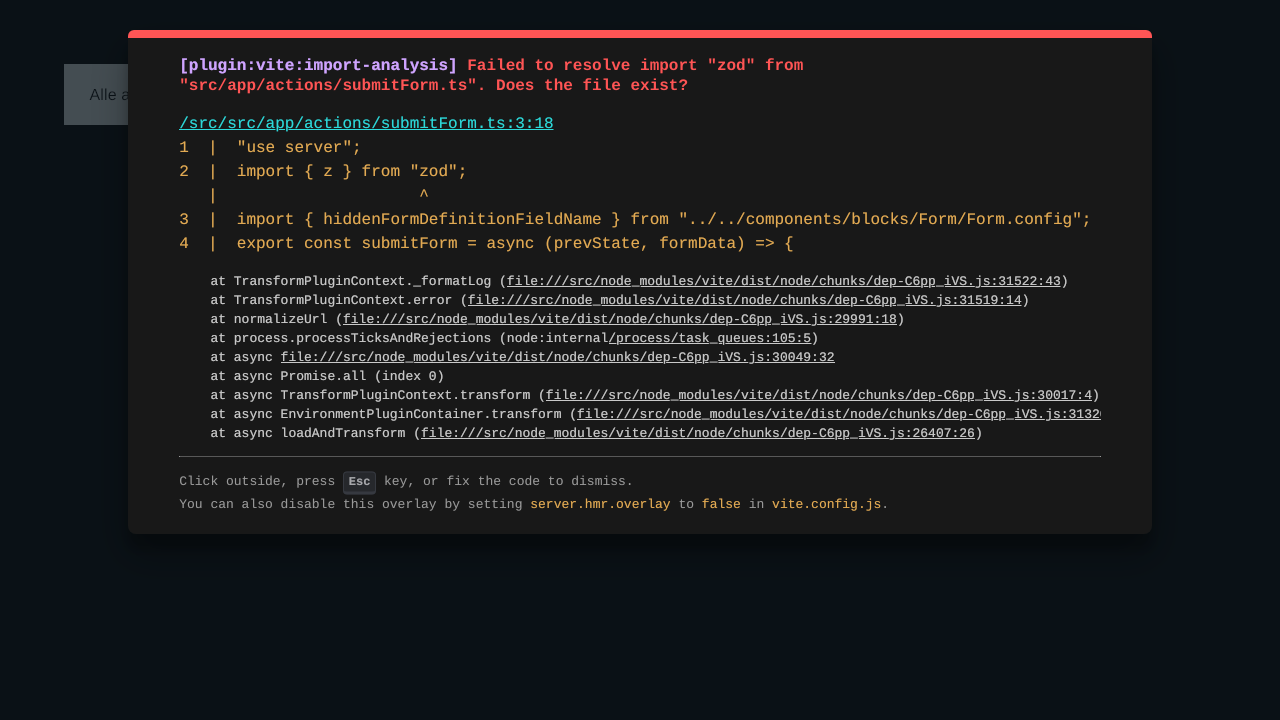 [plugin:vite:import-analysis] Failed to resolve import "zod" from
"src/app/actions/submitForm.ts". Does the file exist?
Alle
/src/src/app/actions/submitForm.ts:3:18
1  |  "use server";
2  |  import { z } from "zod";
   |                     ^
3  |  import { hiddenFormDefinitionFieldName } from "../../components/blocks/Form/Form.config";
4  |  export const submitForm = async (prevState, formData) => {
at TransformPluginContext._formatLog (file:///src/node_modules/vite/dist/node/chunks/dep-C6pp_iVS.js:31522:43)
at TransformPluginContext.error (file:///src/node_modules/vite/dist/node/chunks/dep-C6pp_iVS.js:31519:14)
at normalizeUrl (file:///src/node_modules/vite/dist/node/chunks/dep-C6pp_iVS.js:29991:18)
at process.processTicksAndRejections (node:internal/process/task_queues:105:5)
at async file:///src/node_modules/vite/dist/node/chunks/dep-C6pp_iVS.js:30049:32
at async Promise.all (index 0)
at async TransformPluginContext.transform (file:///src/node_modules/vite/dist/node/chunks/dep-C6pp_iVS.js:30017:4)
at async EnvironmentPluginContainer.transform (file:///src/node_modules/vite/dist/node/chunks/dep-C6pp_iVS.js:3132
at async loadAndTransform (file:///src/node_modules/vite/dist/node/chunks/dep-C6pp_iVS.js:26407:26)
Click outside, press Esc key, or fix the code to dismiss.
You can also disable this overlay by setting server.hmr.overlay to false in vite.config.js.